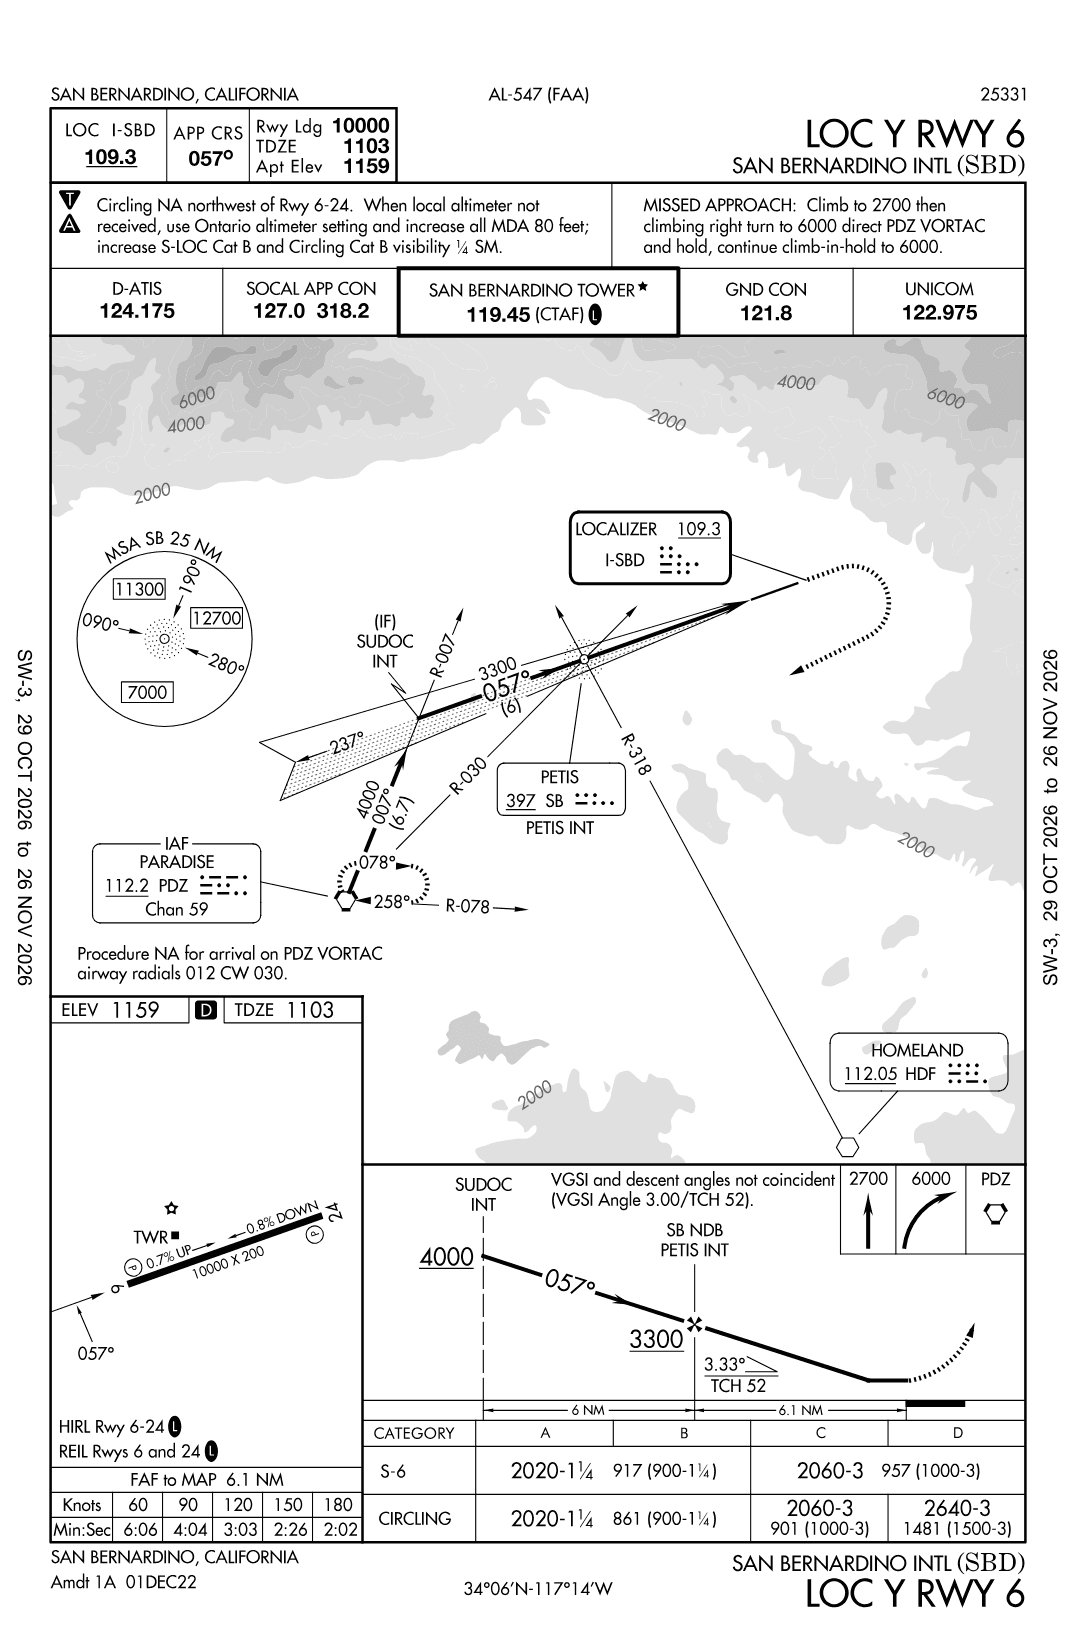 SAN BERNARDINO, CALIFORNIA
AL-547 (FAA)
25331
LOC I-SBD
109.3
APP CRS
057°
Rwy Ldg 10000
TDZE 1103
Apt Elev 1159
LOC Y RWY 6
SAN BERNARDINO INTL (SBD)
T
A
Circling NA northwest of Rwy 6-24. When local altimeter not
received, use Ontario altimeter setting and increase all MDA 80 feet;
increase S-LOC Cat B and Circling Cat B visibility ¼ SM.
MISSED APPROACH: Climb to 2700 then
climbing right turn to 6000 direct PDZ VORTAC
and hold, continue climb-in-hold to 6000.
D-ATIS
124.175
SOCAL APP CON
127.0 318.2
SAN BERNARDINO TOWER★
119.45 (CTAF) L
GND CON
121.8
UNICOM
122.975
6000
4000
2000
4000
6000
2000
MSA SB 25 NM
11300
190°
090°
12700
280°
7000
LOCALIZER 109.3
I-SBD
(IF)
SUDOC
INT
R-007
3300
057°
(6)
237°
4000
007°
(6.7)
R-030
R-318
PETIS
397 SB
PETIS INT
2000
IAF
PARADISE
112.2 PDZ
Chan 59
078°
258°
R-078
Procedure NA for arrival on PDZ VORTAC
airway radials 012 CW 030.
HOMELAND
112.05 HDF
2000
ELEV 1159
D
TDZE 1103
TWR
P 0.7% UP
0.8% DOWN
P
10000 X 200
6
24
057°
HIRL Rwy 6-24 L
REIL Rwys 6 and 24 L
FAF to MAP 6.1 NM
Knots 60 90 120 150 180
Min:Sec 6:06 4:04 3:03 2:26 2:02
SUDOC
INT
VGSI and descent angles not coincident
(VGSI Angle 3.00/TCH 52).
2700
6000
PDZ
SB NDB
PETIS INT
4000
057°
3300
3.33°
TCH 52
6 NM
6.1 NM
CATEGORY A B C D
S-6 2020-1¼ 917 (900-1¼) 2060-3 957 (1000-3)
CIRCLING 2020-1¼ 861 (900-1¼) 2060-3 901 (1000-3) 2640-3 1481 (1500-3)
SAN BERNARDINO, CALIFORNIA
Amdt 1A 01DEC22
34°06'N-117°14'W
SAN BERNARDINO INTL (SBD)
LOC Y RWY 6
SW-3, 29 OCT 2026 to 26 NOV 2026
SW-3, 29 OCT 2026 to 26 NOV 2026